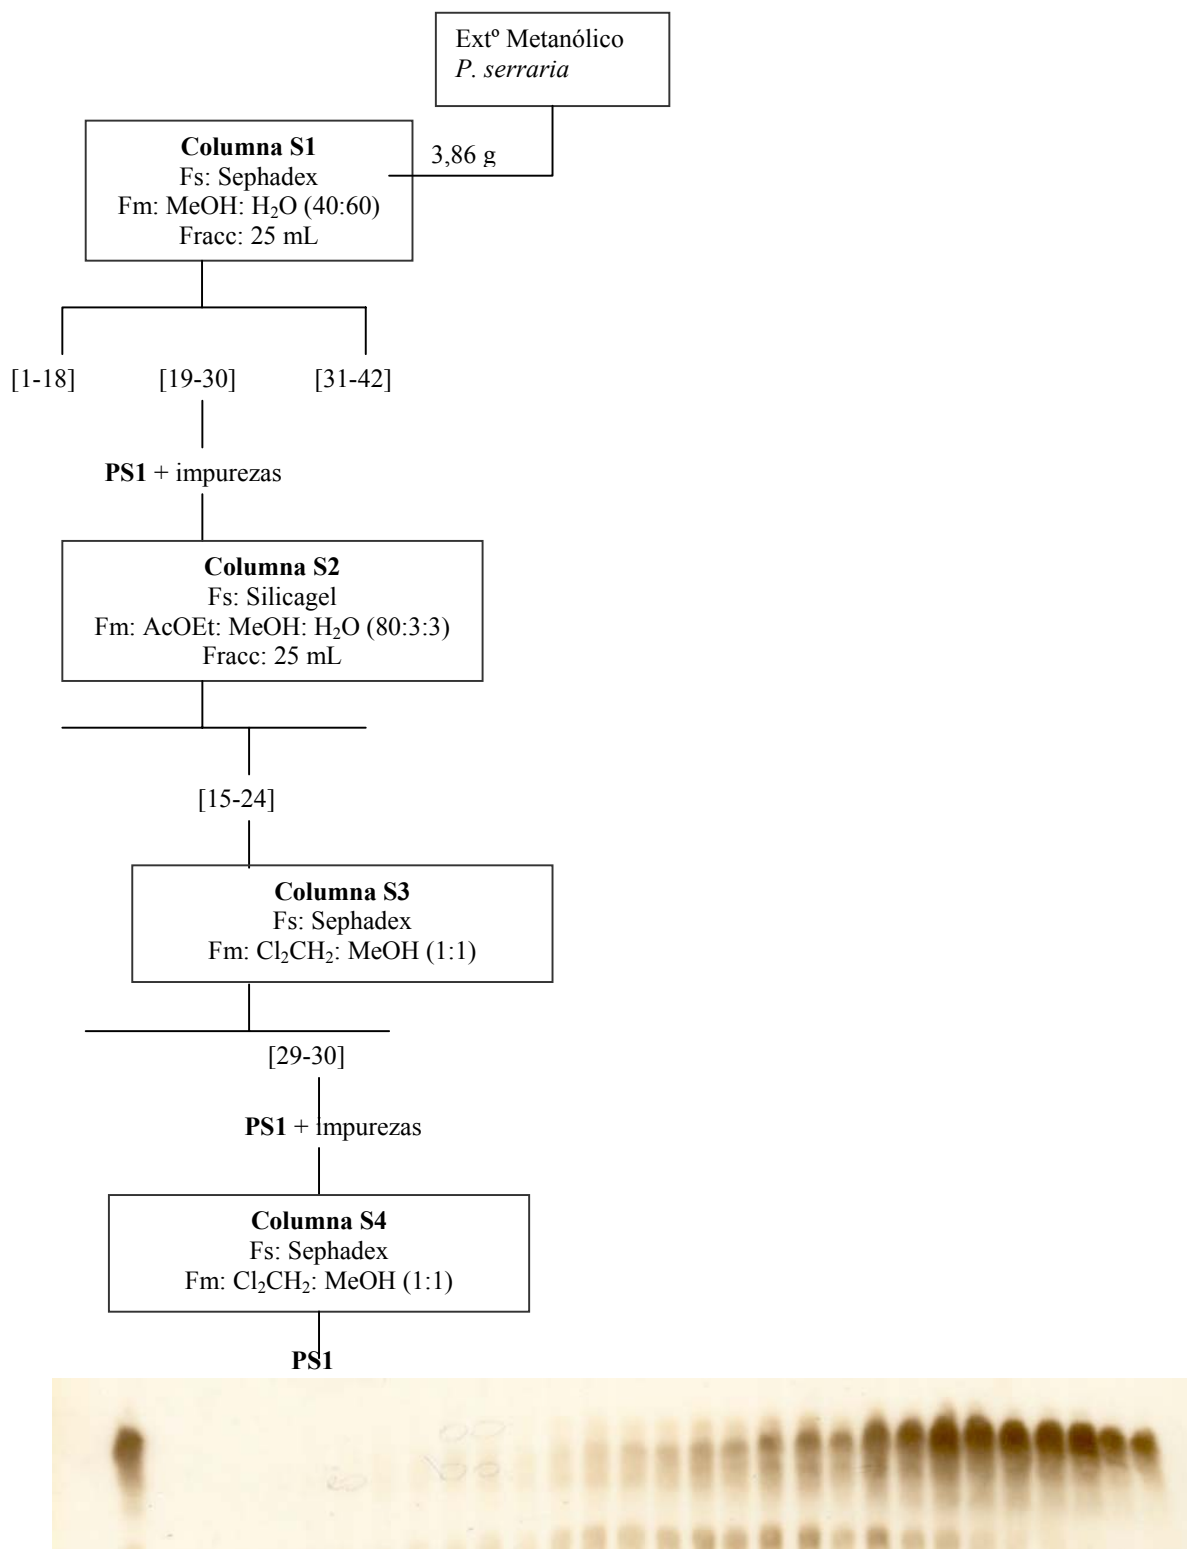 Extº Metanólico
P. serraria
3,86 g
Columna S1
Fs: Sephadex
Fm: MeOH: H₂O (40:60)
Fracc: 25 mL
[1-18] [19-30] [31-42]
PS1 + impurezas
Columna S2
Fs: Silicagel
Fm: AcOEt: MeOH: H₂O (80:3:3)
Fracc: 25 mL
[15-24]
Columna S3
Fs: Sephadex
Fm: Cl₂CH₂: MeOH (1:1)
[29-30]
PS1 + impurezas
Columna S4
Fs: Sephadex
Fm: Cl₂CH₂: MeOH (1:1)
PS1